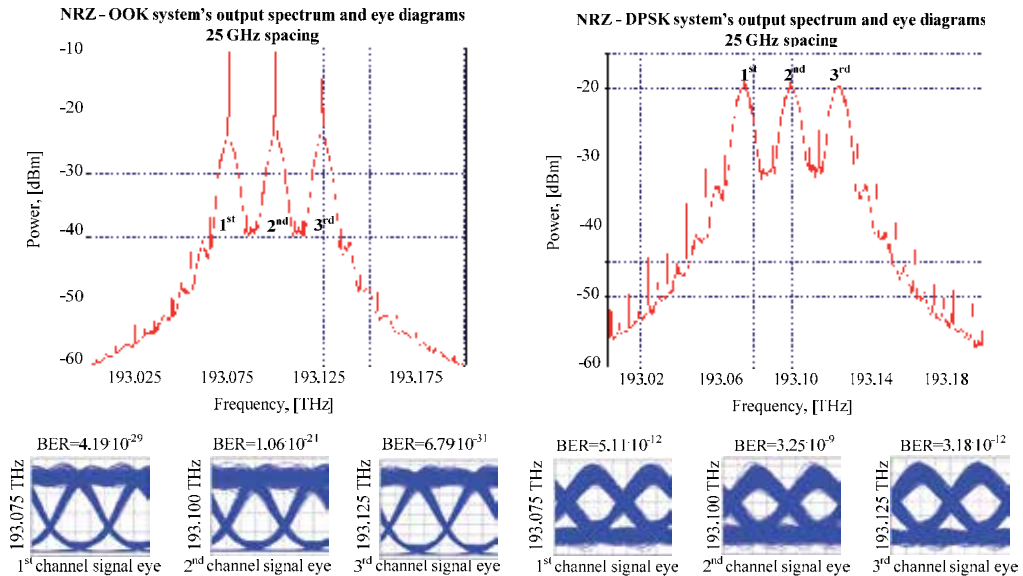 NRZ - OOK system's output spectrum and eye diagrams
25 GHz spacing
Power, [dBm]
-10
-20
-30
-40
-50
-60
1st 2nd 3rd
193.025 193.075 193.125 193.175
Frequency, [THz]
NRZ - DPSK system's output spectrum and eye diagrams
25 GHz spacing
Power, [dBm]
-20
-30
-40
-50
-60
1st 2nd 3rd
193.02 193.06 193.10 193.14 193.18
Frequency, [THz]
BER=4.19·10-29
193.075 THz
1st channel signal eye
BER=1.06·10-21
193.100 THz
2nd channel signal eye
BER=6.79·10-31
193.125 THz
3rd channel signal eye
BER=5.11·10-12
193.075 THz
1st channel signal eye
BER=3.25·10-9
193.100 THz
2nd channel signal eye
BER=3.18·10-12
193.125 THz
3rd channel signal eye